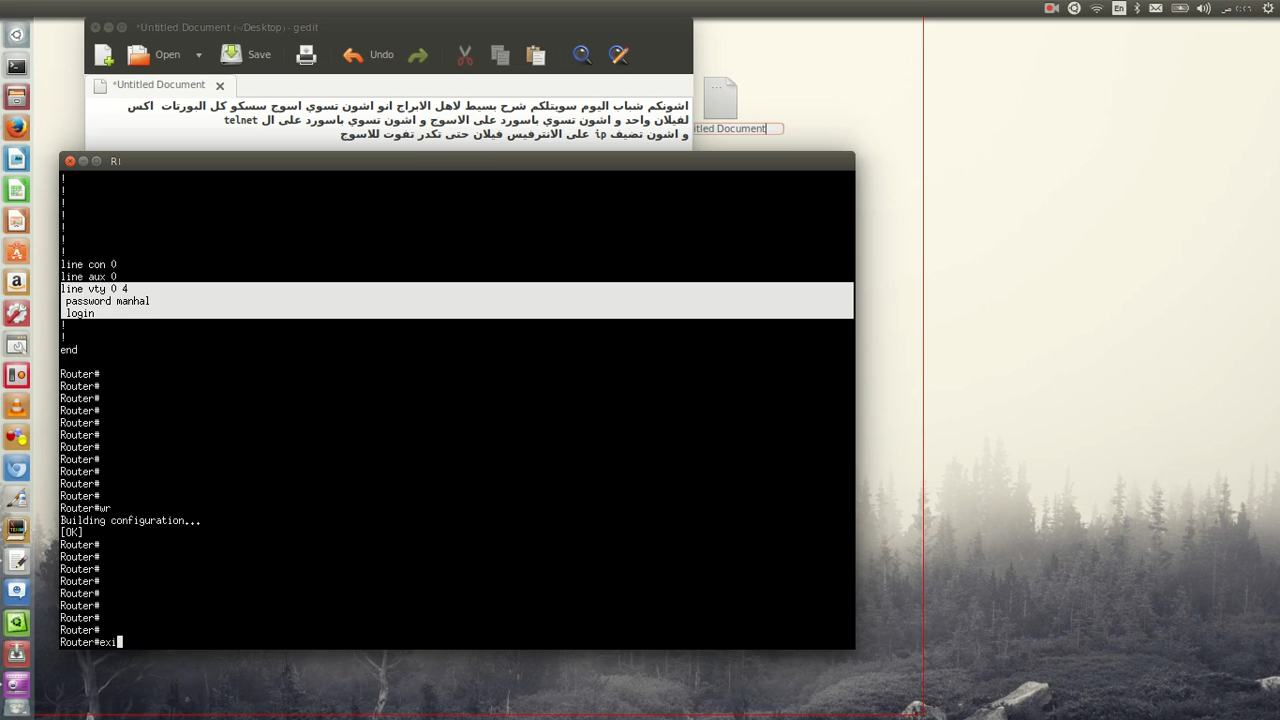 *Untitled Document (~/Desktop) - gedit
En
Open
Save
Undo
*Untitled Document
اشونكم شباب اليوم سويتلكم شرح بسيط لاهل الابراج انو اشون تسوي اسوج سسكو كل البورتات اكس
لفيلان واحد و اشون تسوي باسورد على الاسوج و اشون تسوي باسورد على ال telnet
و اشون تضيف ip على الانترفيس فيلان حتى تكدر تفوت للاسوج
...
tled Document
R1
!
!
!
!
!
!
!
line con 0
line aux 0
line vty 0 4
password manhal
login
!
!
end
Router#
Router#
Router#
Router#
Router#
Router#
Router#
Router#
Router#
Router#
Router#
Router#wr
Building configuration...
[OK]
Router#
Router#
Router#
Router#
Router#
Router#
Router#
Router#
Router#exi